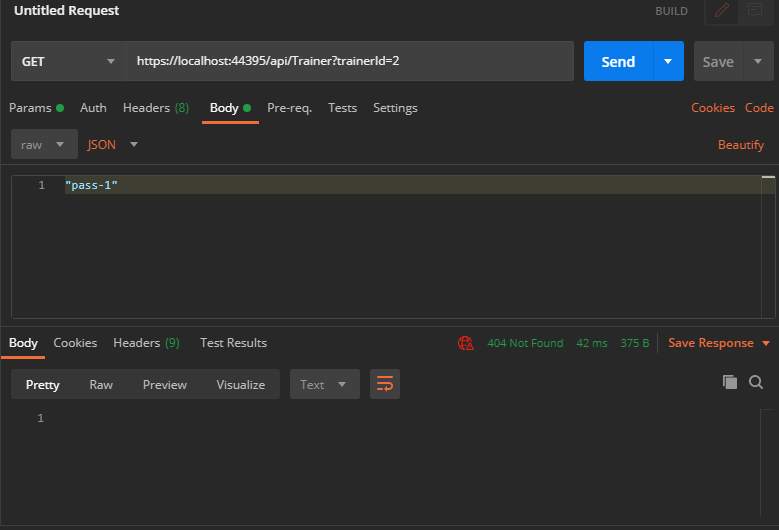 Untitled Request BUILD
GET https://localhost:44395/api/Trainer?trainerId=2 Send Save
Params Auth Headers (8) Body Pre-req. Tests Settings Cookies Code
raw JSON Beautify
1 "pass-1"
Body Cookies Headers (9) Test Results 404 Not Found 42 ms 375 B Save Response
Pretty Raw Preview Visualize Text
1